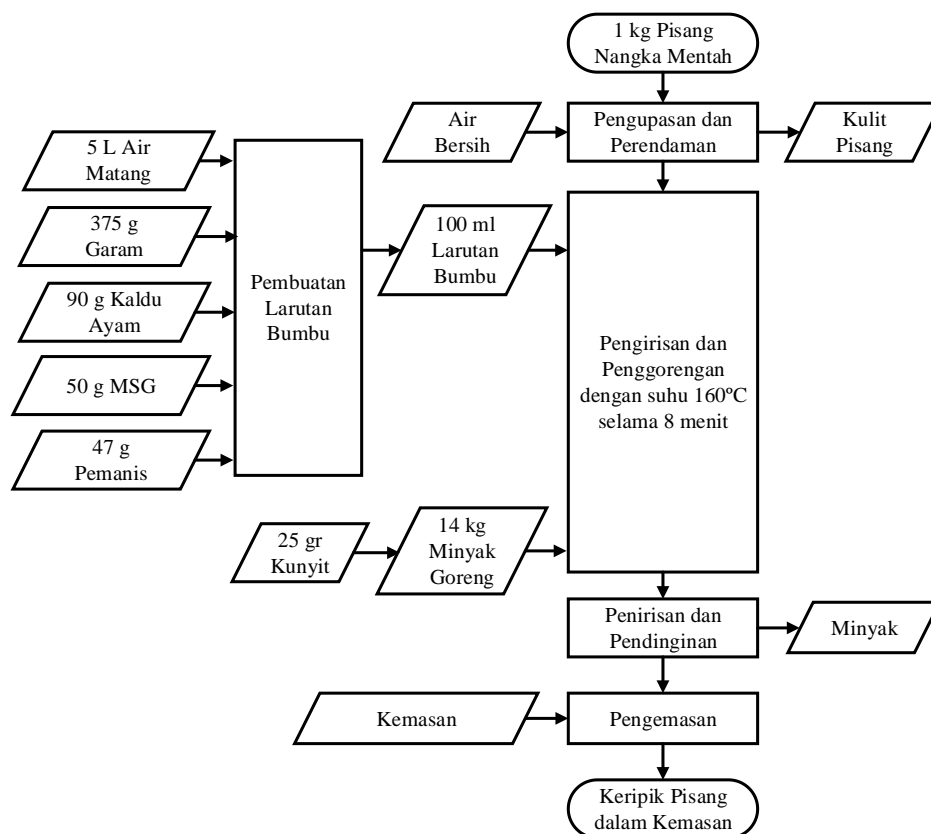 1 kg Pisang
Nangka Mentah
Air
Bersih
Pengupasan dan
Perendaman
Kulit
Pisang
5 L Air
Matang
375 g
Garam
90 g Kaldu
Ayam
50 g MSG
47 g
Pemanis
Pembuatan
Larutan
Bumbu
100 ml
Larutan
Bumbu
Pengirisan dan
Penggorengan
dengan suhu 160°C
selama 8 menit
25 gr
Kunyit
14 kg
Minyak
Goreng
Penirisan dan
Pendinginan
Minyak
Kemasan
Pengemasan
Keripik Pisang
dalam Kemasan